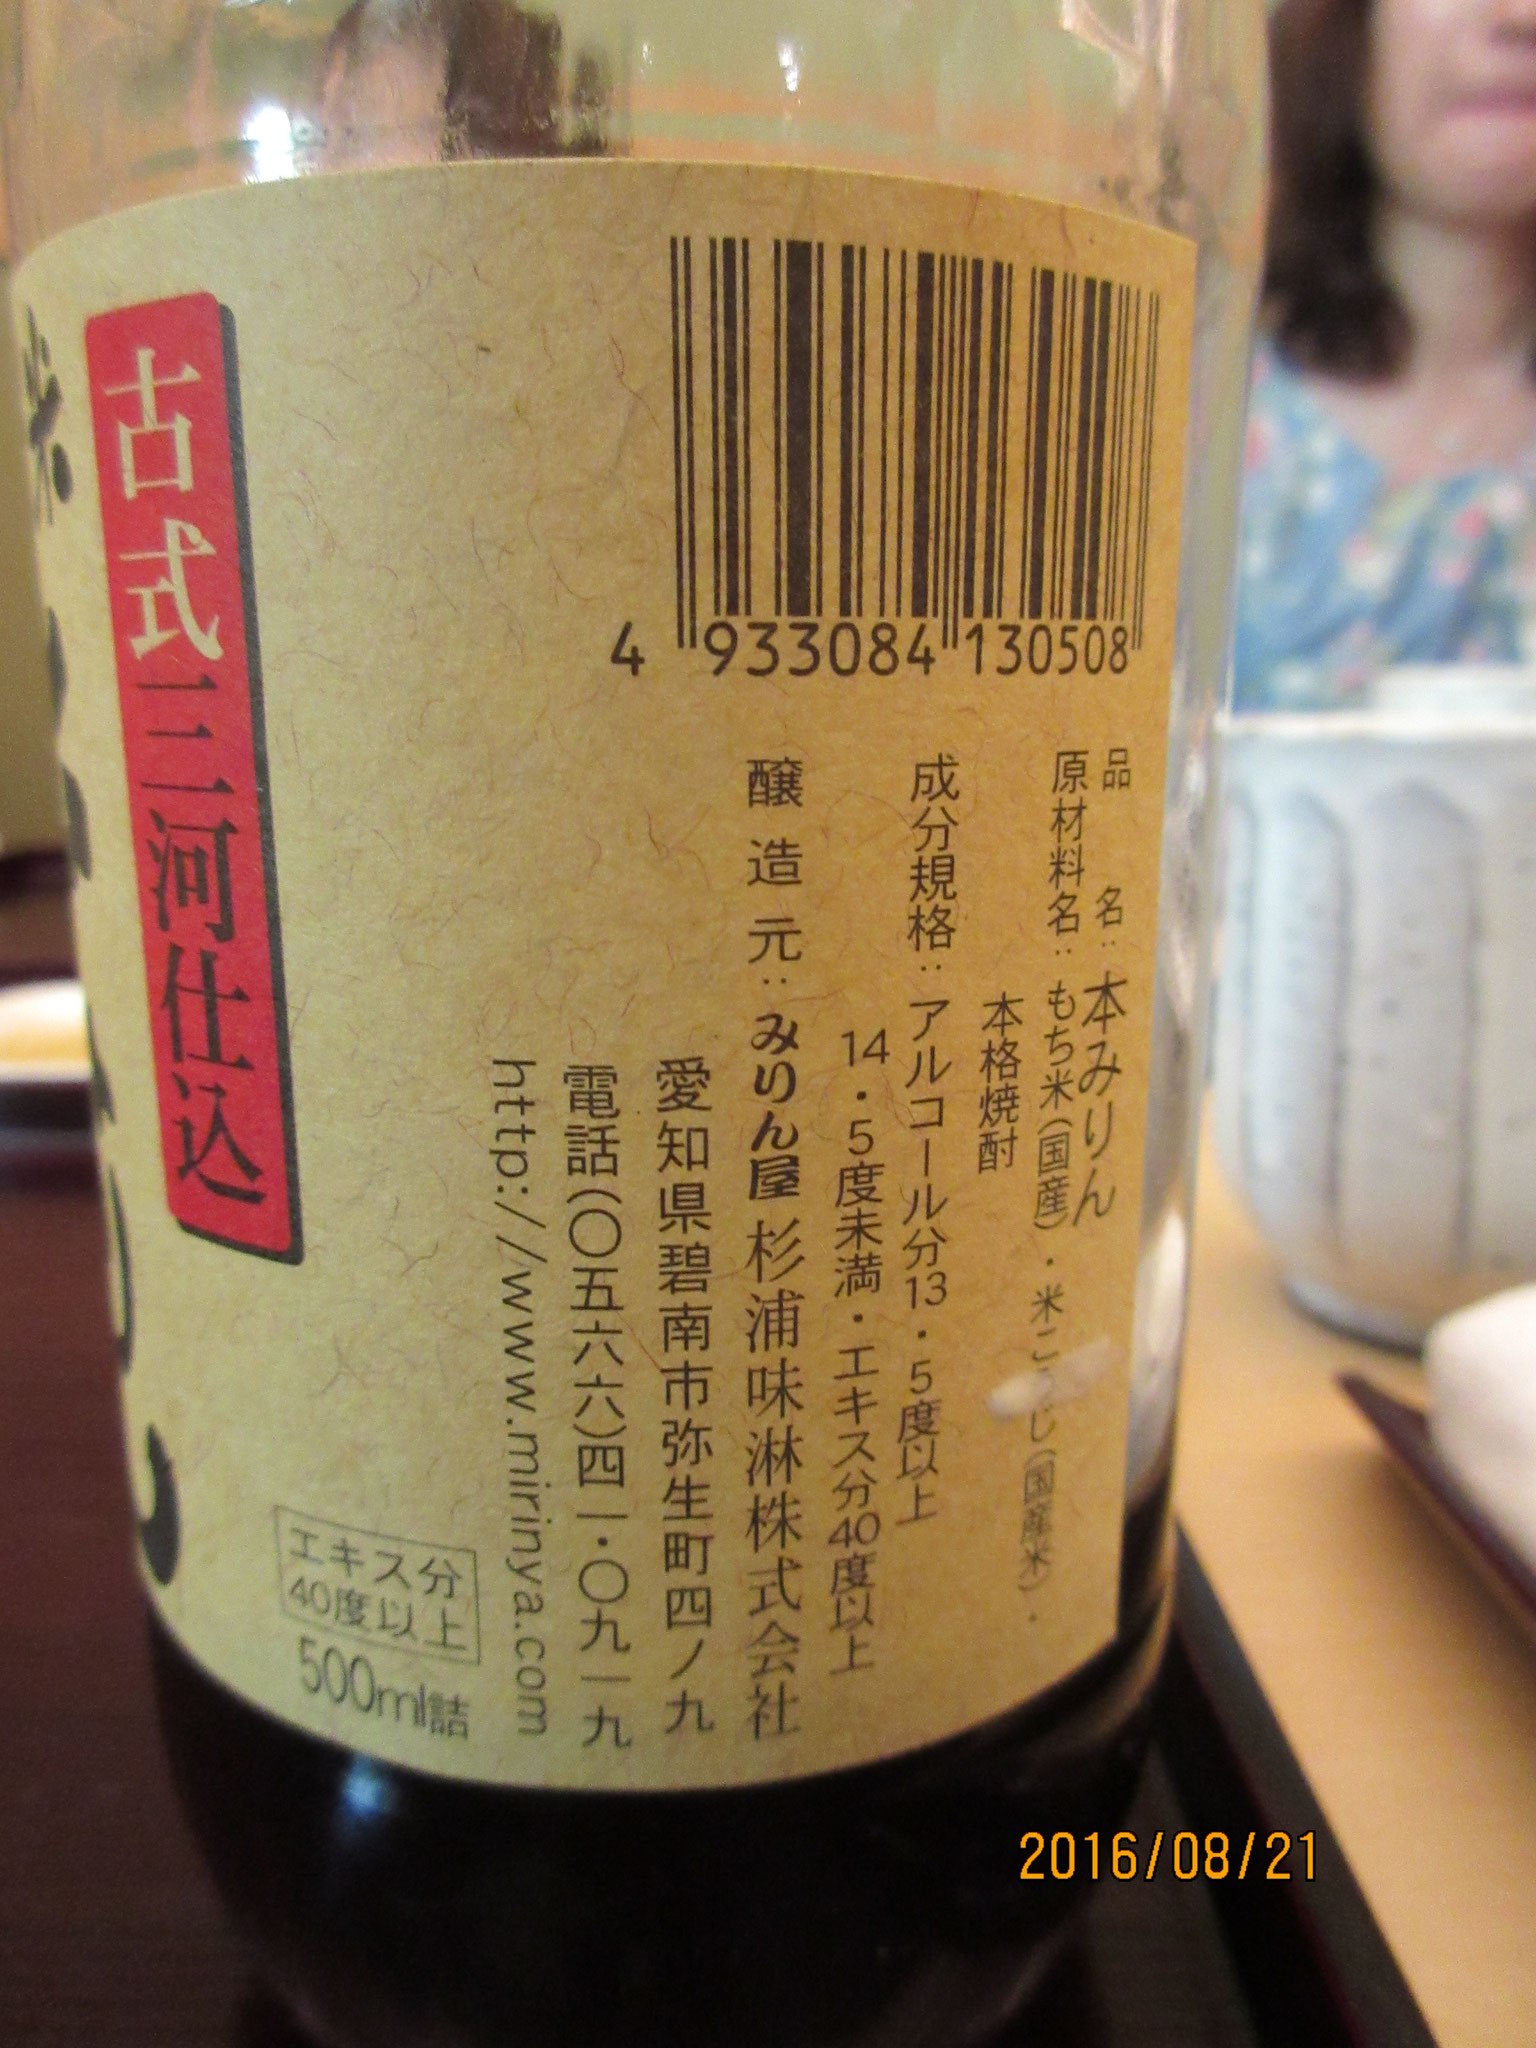 4 933084 130508
品名：本みりん
原材料名：もち米(国産)・米こうじ(国産米)・
本格焼酎
成分規格：アルコール分13・5度以上
14・5度未満・エキス分40度以上
醸造元：みりん屋 杉浦味淋株式会社
愛知県碧南市弥生町四ノ九
電話(〇五六六)四一・〇九一九
http://www.mirinya.com
エキス分
40度以上
500ml詰
古式三河仕込
2016/08/21